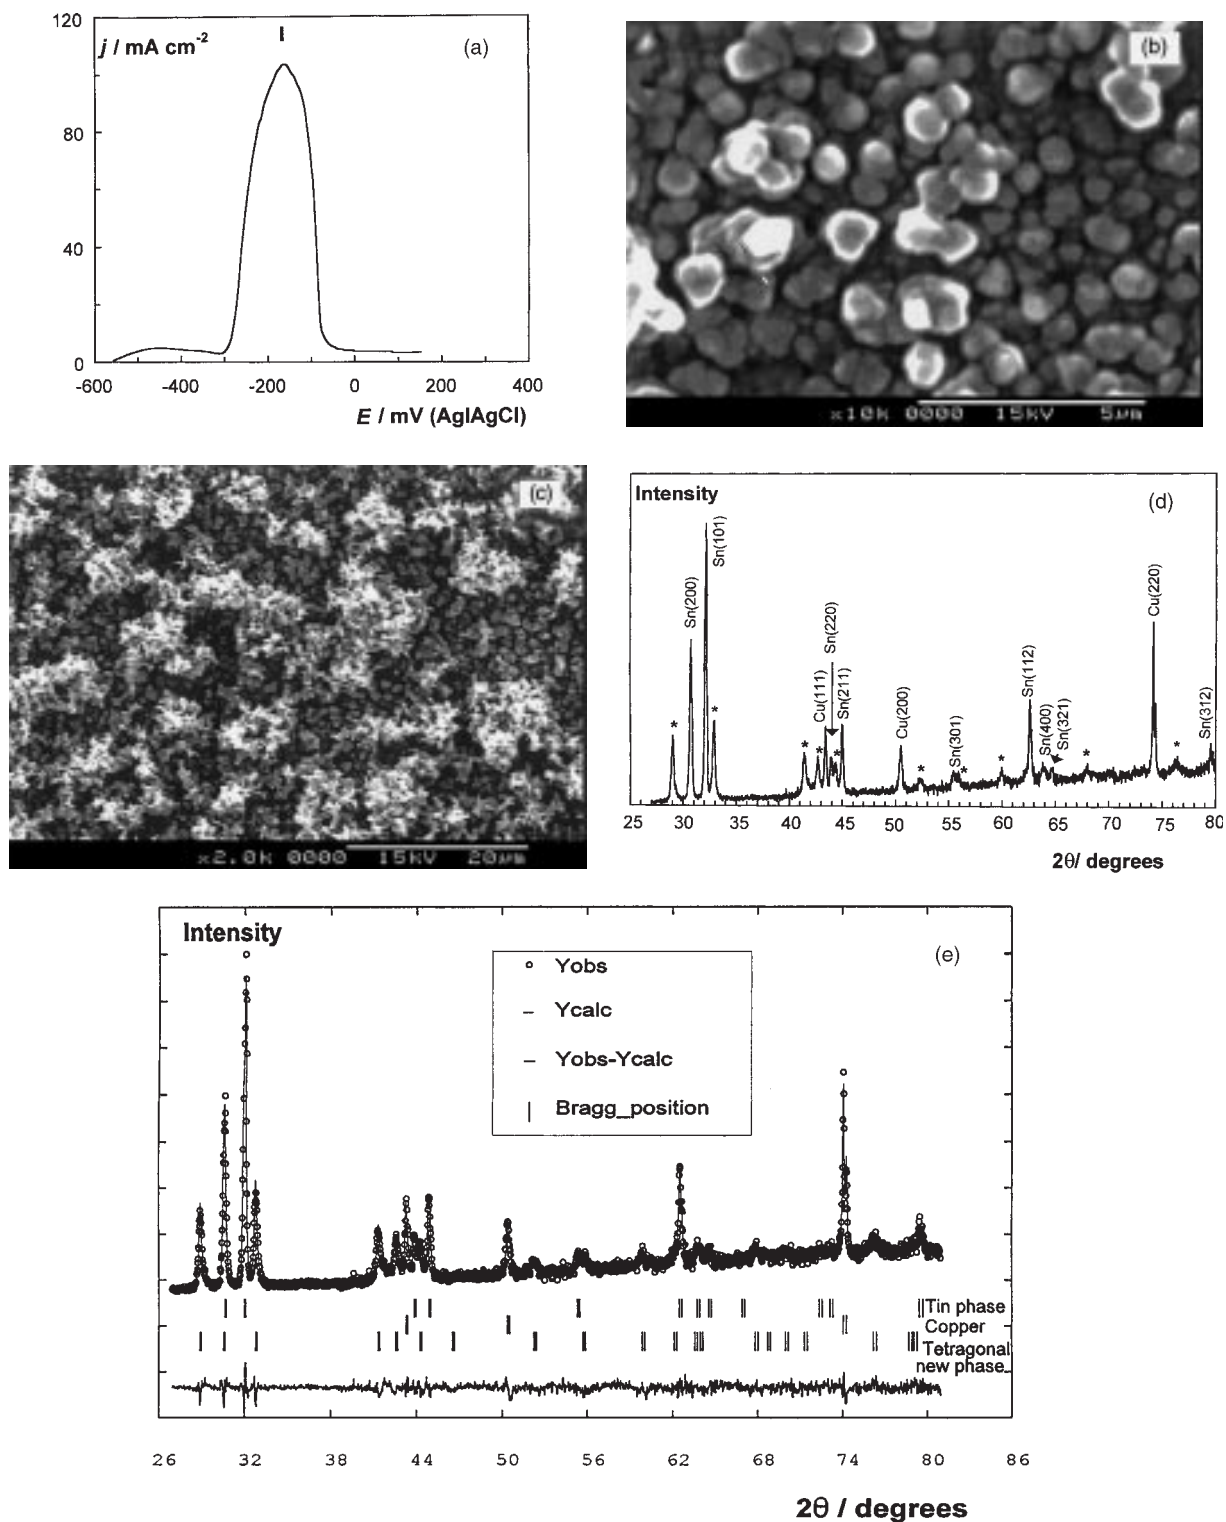 120
j / mA cm-2
(a)
80
40
0
-600 -400 -200 0 200 400
E / mV (Ag|AgCl)
(b)
x10k 0000 15kV 5µm
(c)
x2.0k 0000 15kV 20µm
Intensity
(d)
*
Sn(200)
Sn(101)
*
*
*
Cu(111)
Sn(220)
*
Sn(211)
Cu(200)
*
Sn(301)
*
*
Sn(112)
Sn(400)
Sn(321)
*
Cu(220)
*
Sn(312)
25 30 35 40 45 50 55 60 65 70 75 80
2θ/ degrees
Intensity
(e)
Yobs
Ycalc
Yobs-Ycalc
Bragg_position
Tin phase
Copper
Tetragonal
new phase
26 32 38 44 50 56 62 68 74 80 86
2θ / degrees